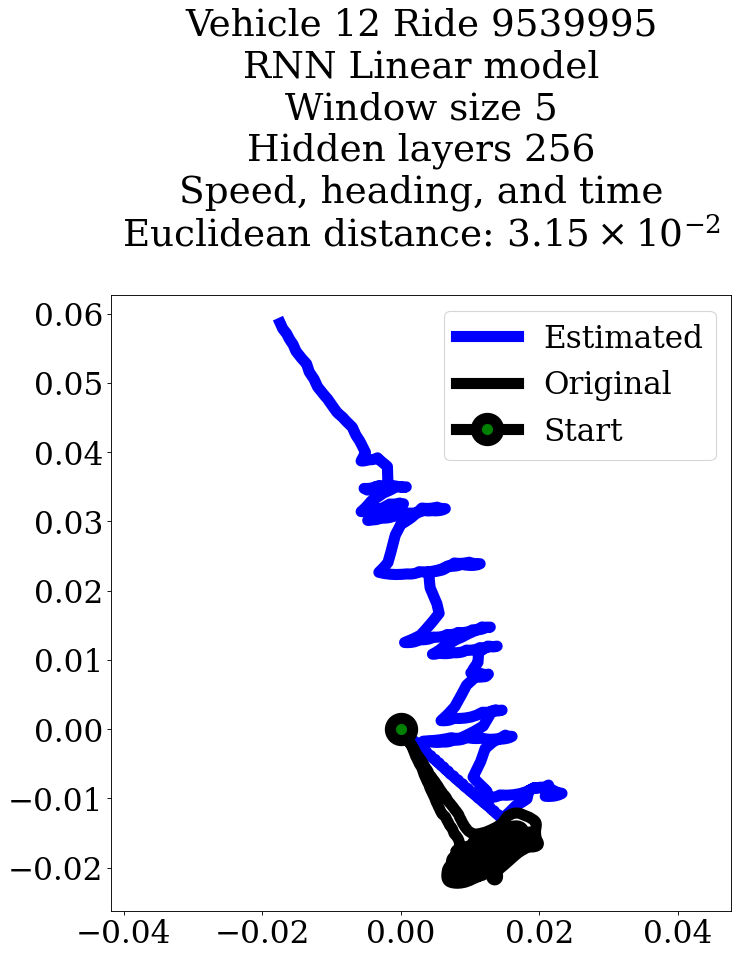 Vehicle 12 Ride 9539995
RNN Linear model
Window size 5
Hidden layers 256
Speed, heading, and time
Euclidean distance: 3.15 × 10⁻²
Estimated
Original
Start
0.06
0.05
0.04
0.03
0.02
0.01
0.00
−0.01
−0.02
−0.04 −0.02 0.00 0.02 0.04